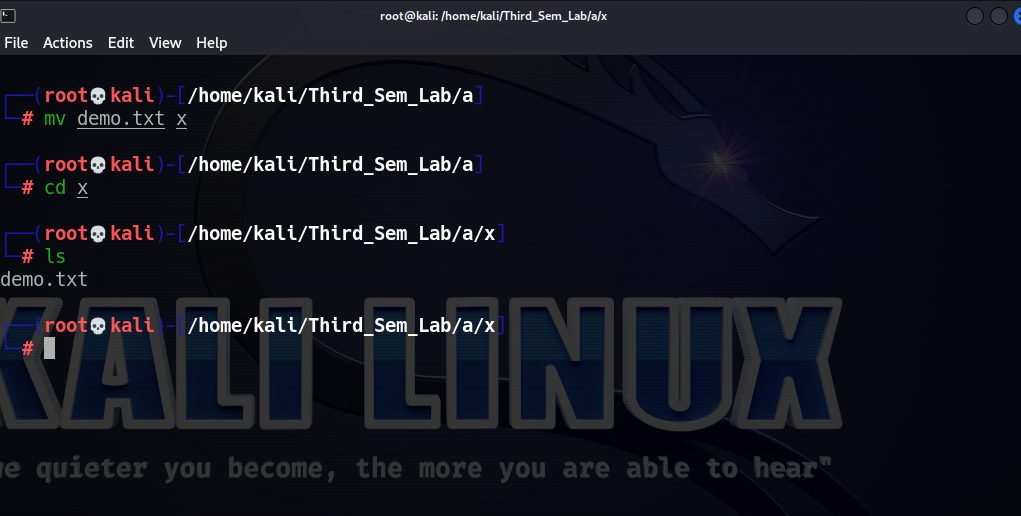 root@kali: /home/kali/Third_Sem_Lab/a/x
File Actions Edit View Help
┌──(root💀kali)-[/home/kali/Third_Sem_Lab/a]
└─# mv demo.txt x
┌──(root💀kali)-[/home/kali/Third_Sem_Lab/a]
└─# cd x
┌──(root💀kali)-[/home/kali/Third_Sem_Lab/a/x]
└─# ls
demo.txt
┌──(root💀kali)-[/home/kali/Third_Sem_Lab/a/x]
└─#
KALI LINUX
e quieter you become, the more you are able to hear"